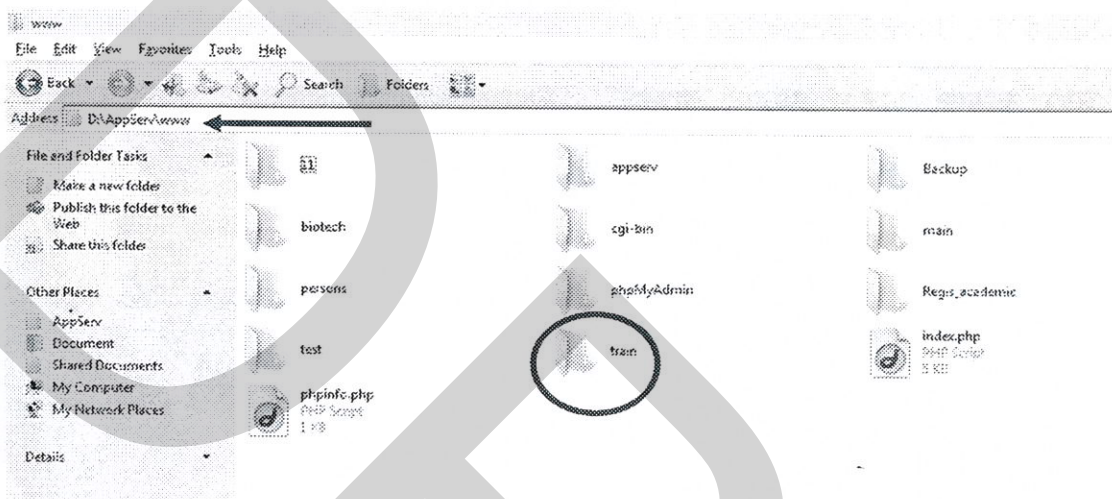 www
File Edit View Favorites Tools Help
Back Search Folders
Address D:\AppServ\www
File and Folder Tasks
Make a new folder
Publish this folder to the
Web
Share this folder
Other Places
AppServ
Document
Shared Documents
My Computer
My Network Places
Details
appserv Backup
biotech cgi-bin main
persons phpMyAdmin Regis_academic
test train index.php
PHP Script
8 KB
phpinfo.php
PHP Script
1 KB